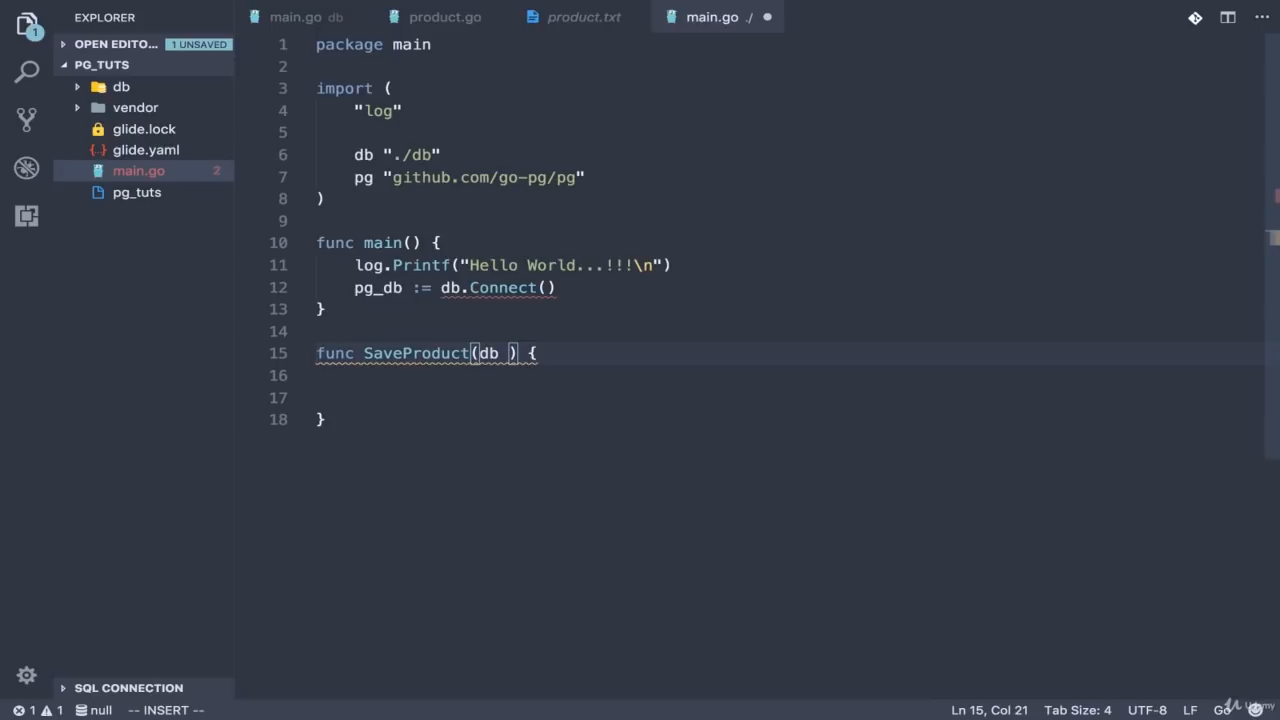 EXPLORER
main.go db
product.go
product.txt
main.go ./
1
OPEN EDITO...
1 UNSAVED
PG_TUTS
db
vendor
glide.lock
glide.yaml
main.go 2
pg_tuts
1 package main
2
3 import (
4 "log"
5
6 db "./db"
7 pg "github.com/go-pg/pg"
8 )
9
10 func main() {
11 log.Printf("Hello World...!!!\n")
12 pg_db := db.Connect()
13 }
14
15 func SaveProduct(db ) {
16
17
18 }
SQL CONNECTION
1 1 null -- INSERT --
Ln 15, Col 21 Tab Size: 4 UTF-8 LF Go
Udemy